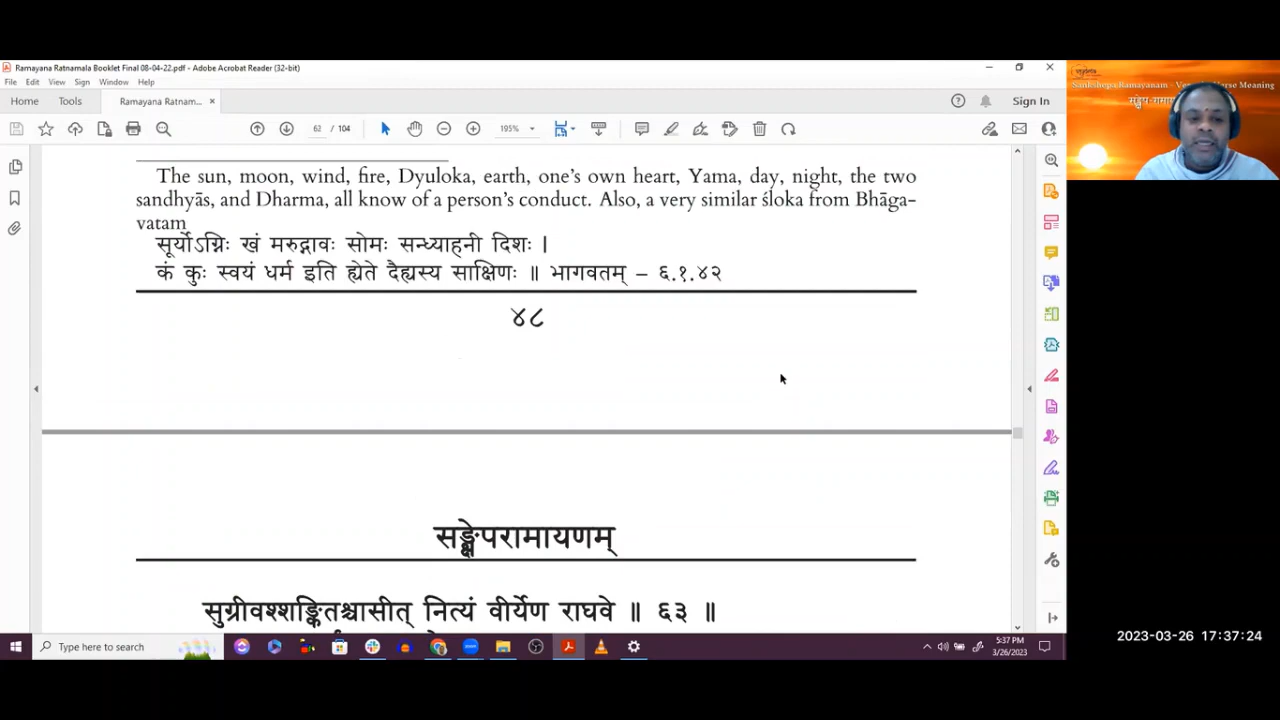 Ramayana Ratnamala Booklet Final 08-04-22.pdf - Adobe Acrobat Reader (32-bit)
File Edit View Sign Window Help
Home Tools Ramayana Ratnam... × Sign In
62 / 104 195%
The sun, moon, wind, fire, Dyuloka, earth, one's own heart, Yama, day, night, the two
sandhyās, and Dharma, all know of a person's conduct. Also, a very similar śloka from Bhāga-
vatam
सूर्योऽग्निः खं मरुद्गावः सोमः सन्ध्याहनी दिशः ।
कं कुः स्वयं धर्म इति ह्येते दैह्यस्य साक्षिणः ॥ भागवतम् – ६.१.४२
४८
सङ्क्षेपरामायणम्
सुग्रीवश्शङ्कितश्चासीत् नित्यं वीर्येण राघवे ॥ ६३ ॥
Type here to search
5:37 PM
3/26/2023
2023-03-26 17:37:24